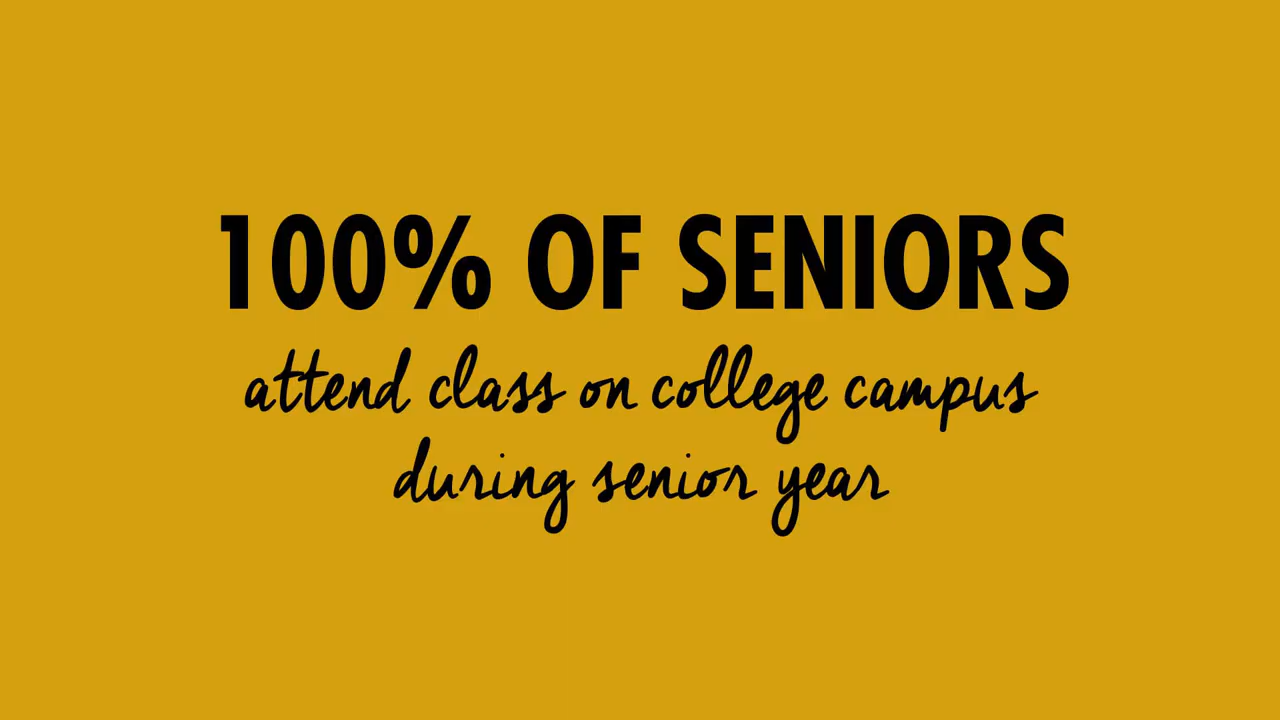 100% OF SENIORS
attend class on college campus
during senior year